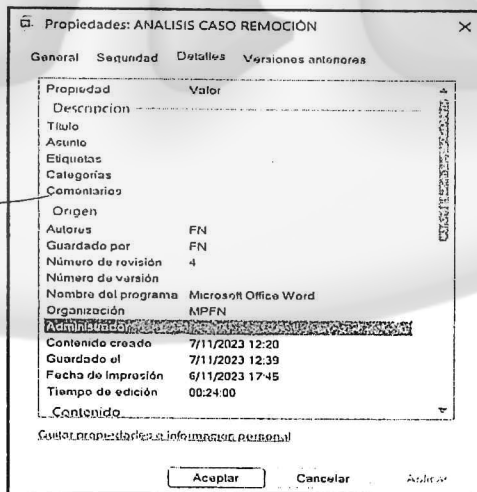 Propiedades: ANALISIS CASO REMOCIÓN
General Seguridad Detalles Versiones anteriores
Propiedad Valor
Descripcion
Título
Asunto
Etiquetas
Categorías
Comentarios
Origen
Autores FN
Guardado por FN
Número de revisión 4
Número de versión
Nombre del programa Microsoft Office Word
Organización MPFN
Administrador
Contenido creado 7/11/2023 12:20
Guardado el 7/11/2023 12:39
Fecha de Impresión 6/11/2023 17:45
Tiempo de edición 00:24:00
Contenido
Quitar propiedades e información personal
Aceptar Cancelar Aplicar